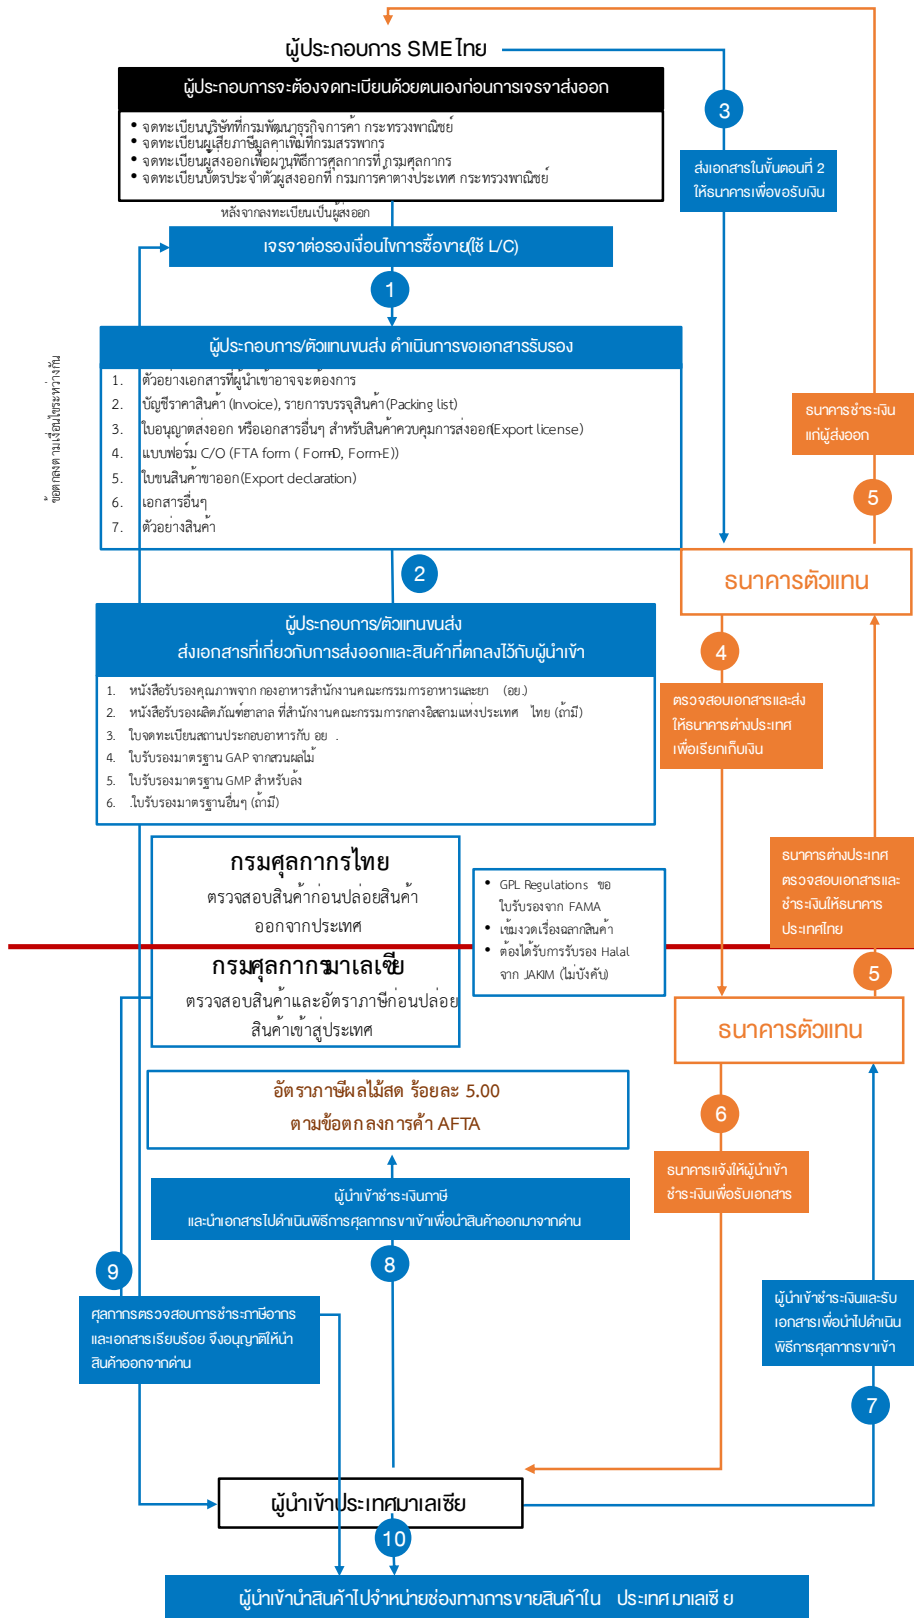 ผู้ประกอบการ SME ไทย
ผู้ประกอบการจะต้องจดทะเบียนด้วยตนเองก่อนการเจรจาส่งออก
• จดทะเบียนบริษัทที่กรมพัฒนาธุรกิจการค้า กระทรวงพาณิชย์
• จดทะเบียนผู้เสียภาษีมูลค่าเพิ่มที่กรมสรรพากร
• จดทะเบียนผู้ส่งออกเพื่อผ่านพิธีการศุลกากรที่ กรมศุลกากร
• จดทะเบียนบัตรประจำตัวผู้ส่งออกที่ กรมการค้าต่างประเทศ กระทรวงพาณิชย์
3
ส่งเอกสารในขั้นตอนที่ 2
ให้ธนาคารเพื่อขอรับเงิน
หลังจากลงทะเบียนเป็นผู้ส่งออก
เจรจาต่อรองเงื่อนไขการซื้อขาย(ใช้ L/C)
1
ข้อตกลงตามเงื่อนไขระหว่างกัน
ผู้ประกอบการ/ตัวแทนขนส่ง ดำเนินการขอเอกสารรับรอง
1. ตัวอย่างเอกสารที่ผู้นำเข้าอาจจะต้องการ
2. บัญชีราคาสินค้า (Invoice), รายการบรรจุสินค้า (Packing list)
3. ใบอนุญาตส่งออก หรือเอกสารอื่นๆ สำหรับสินค้าควบคุมการส่งออก(Export license)
4. แบบฟอร์ม C/O (FTA form ( Form-D, Form-E))
5. ใบขนสินค้าขาออก(Export declaration)
6. เอกสารอื่นๆ
7. ตัวอย่างสินค้า
ธนาคารชำระเงิน
แก่ผู้ส่งออก
5
2
ธนาคารตัวแทน
ผู้ประกอบการ/ตัวแทนขนส่ง
ส่งเอกสารที่เกี่ยวกับการส่งออกและสินค้าที่ตกลงไว้กับผู้นำเข้า
1. หนังสือรับรองคุณภาพจาก กองอาหารสำนักงานคณะกรรมการอาหารและยา (อย.)
2. หนังสือรับรองผลิตภัณฑ์ฮาลาล ที่สำนักงานคณะกรรมการกลางอิสลามแห่งประเทศ ไทย (ถ้ามี)
3. ใบจดทะเบียนสถานประกอบอาหารกับ อย .
4. ใบรับรองมาตรฐาน GAP จากสวนผลไม้
5. ใบรับรองมาตรฐาน GMP สำหรับล้ง
6. .ใบรับรองมาตรฐานอื่นๆ (ถ้ามี)
4
ตรวจสอบเอกสารและส่ง
ให้ธนาคารต่างประเทศ
เพื่อเรียกเก็บเงิน
กรมศุลกากรไทย
ตรวจสอบสินค้าก่อนปล่อยสินค้า
ออกจากประเทศ
• GPL Regulations ขอ
ใบรับรองจาก FAMA
• เข้มงวดเรื่องฉลากสินค้า
• ต้องได้รับการรับรอง Halal
จาก JAKIM (ไม่บังคับ)
ธนาคารต่างประเทศ
ตรวจสอบเอกสารและ
ชำระเงินให้ธนาคาร
ประเทศไทย
5
กรมศุลกากรมาเลเซีย
ตรวจสอบสินค้าและอัตราภาษีก่อนปล่อย
สินค้าเข้าสู่ประเทศ
ธนาคารตัวแทน
อัตราภาษีผลไม้สด ร้อยละ 5.00
ตามข้อตกลงการค้า AFTA
6
ธนาคารแจ้งให้ผู้นำเข้า
ชำระเงินเพื่อรับเอกสาร
ผู้นำเข้าชำระเงินภาษี
และนำเอกสารไปดำเนินพิธีการศุลกากรขาเข้าเพื่อนำสินค้าออกมาจากด่าน
8
9
ศุลกากรตรวจสอบการชำระภาษีอากร
และเอกสารเรียบร้อย จึงอนุญาติให้นำ
สินค้าออกจากด่าน
ผู้นำเข้าชำระเงินและรับ
เอกสารเพื่อนำไปดำเนิน
พิธีการศุลกากรขาเข้า
7
ผู้นำเข้าประเทศมาเลเซีย
10
ผู้นำเข้านำสินค้าไปจำหน่ายช่องทางการขายสินค้าใน ประเทศมาเลเซีย